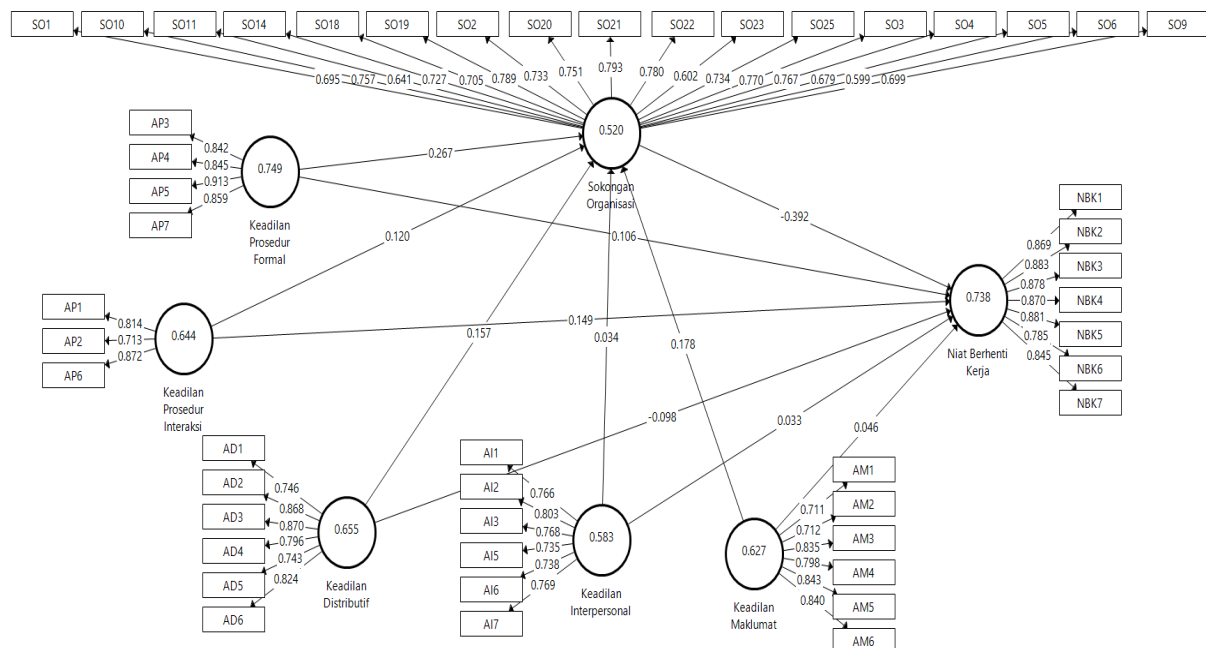 SO1 SO10 SO11 SO14 SO18 SO19 SO2 SO20 SO21 SO22 SO23 SO25 SO3 SO4 SO5 SO6 SO9
0.695 0.757 0.641 0.727 0.705 0.789 0.733 0.751 0.793 0.780 0.602 0.734 0.770 0.767 0.679 0.599 0.699
0.520
Sokongan
Organisasi
AP3
AP4
AP5
AP7
0.842
0.845
0.913
0.859
0.749
Keadilan
Prosedur
Formal
0.267
0.106
-0.392
0.120
AP1
AP2
AP6
0.814
0.713
0.872
0.644
Keadilan
Prosedur
Interaksi
0.149
0.157
0.034
0.178
NBK1
NBK2
NBK3
NBK4
NBK5
NBK6
NBK7
0.869
0.883
0.878
0.870
0.881
0.785
0.845
0.738
Niat Berhenti
Kerja
-0.098
0.033
0.046
AD1
AD2
AD3
AD4
AD5
AD6
0.746
0.868
0.870
0.796
0.743
0.824
0.655
Keadilan
Distributif
AI1
AI2
AI3
AI5
AI6
AI7
0.766
0.803
0.768
0.735
0.738
0.769
0.583
Keadilan
Interpersonal
0.627
Keadilan
Maklumat
0.711
0.712
0.835
0.798
0.843
0.840
AM1
AM2
AM3
AM4
AM5
AM6